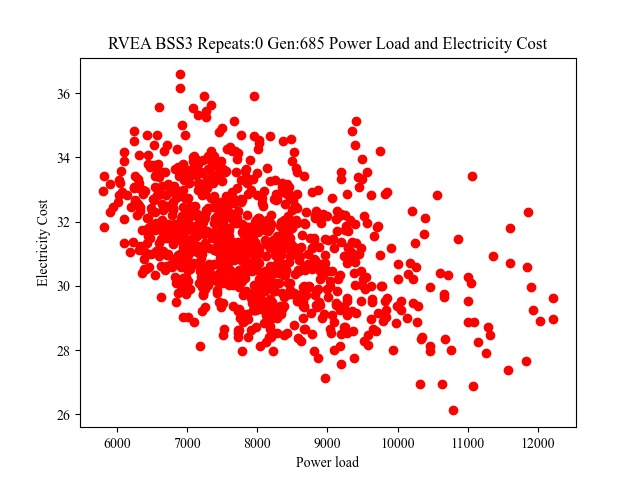 RVEA BSS3 Repeats:0 Gen:685 Power Load and Electricity Cost
Electricity Cost
36
34
32
30
28
26
6000 7000 8000 9000 10000 11000 12000
Power load